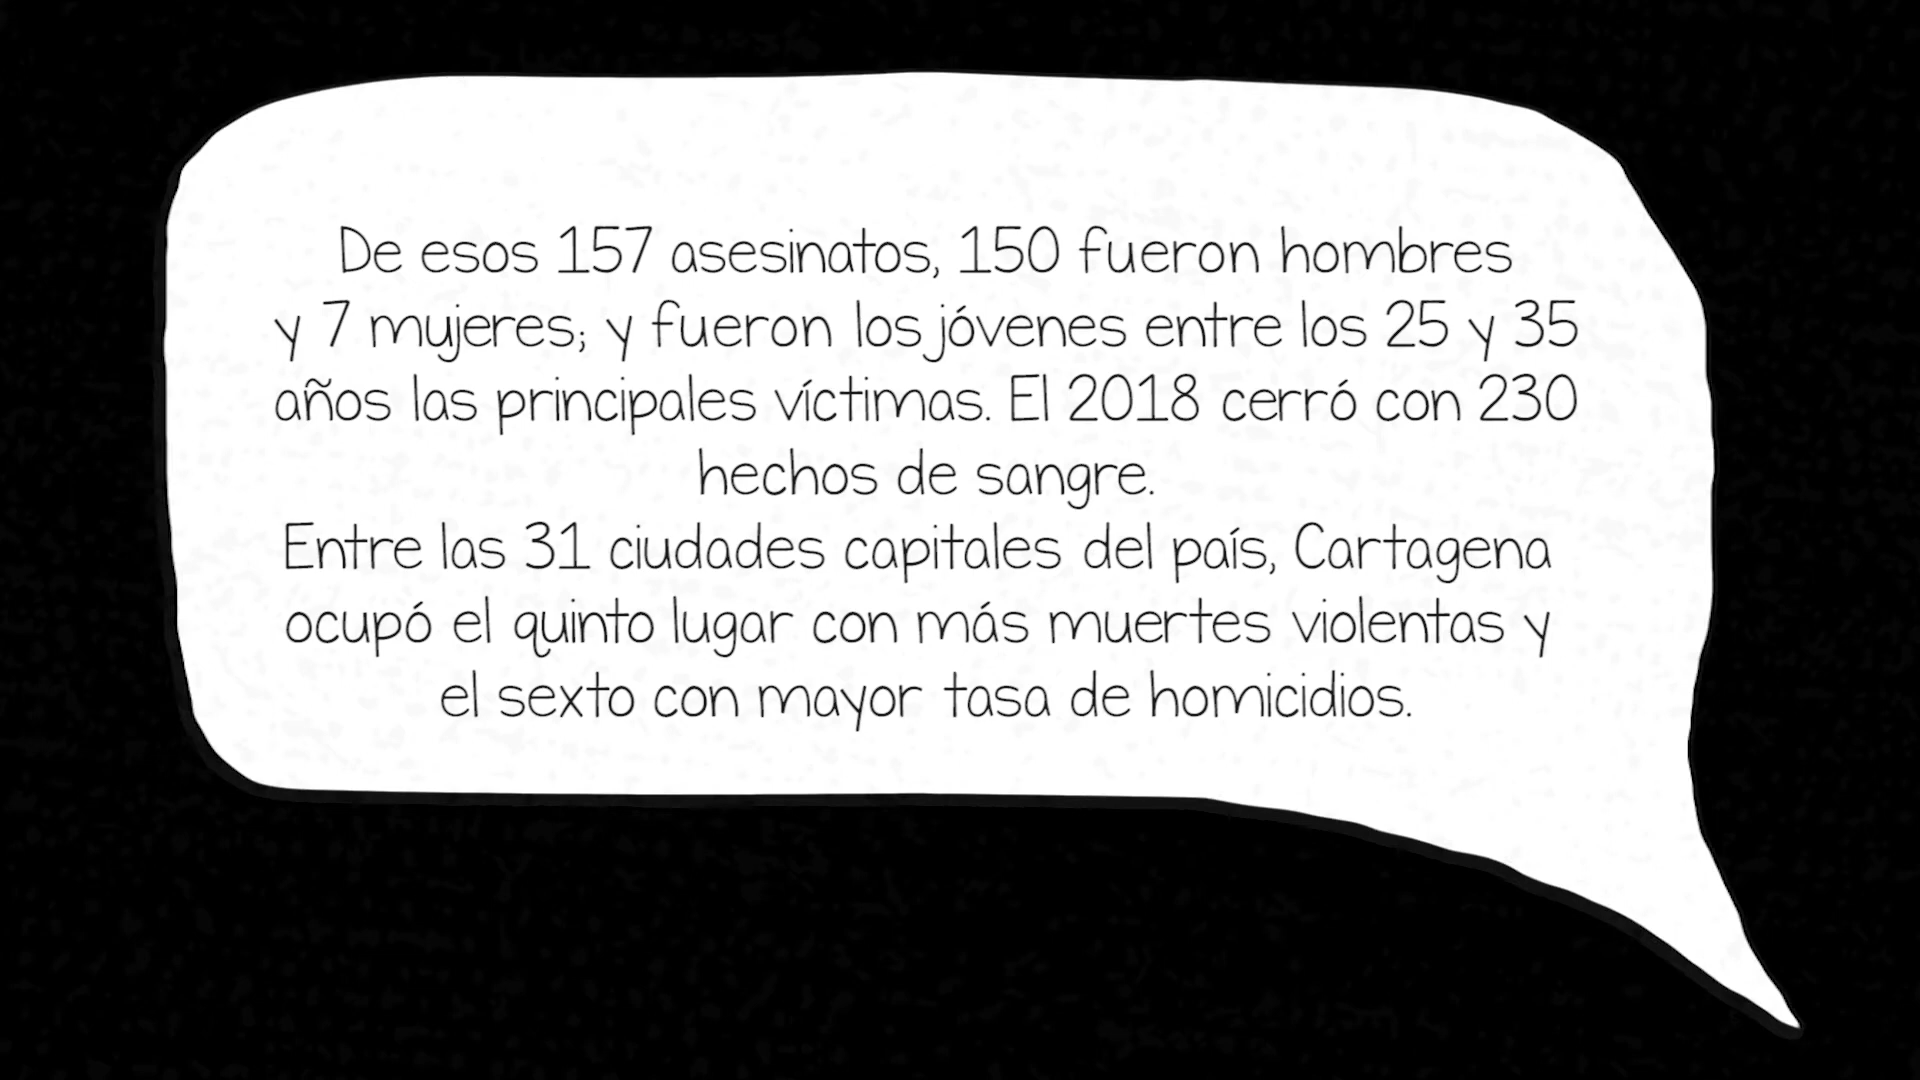 De esos 157 asesinatos, 150 fueron hombres
y 7 mujeres; y fueron los jóvenes entre los 25 y 35
años las principales víctimas. El 2018 cerró con 230
hechos de sangre.
Entre las 31 ciudades capitales del país, Cartagena
ocupó el quinto lugar con más muertes violentas y
el sexto con mayor tasa de homicidios.